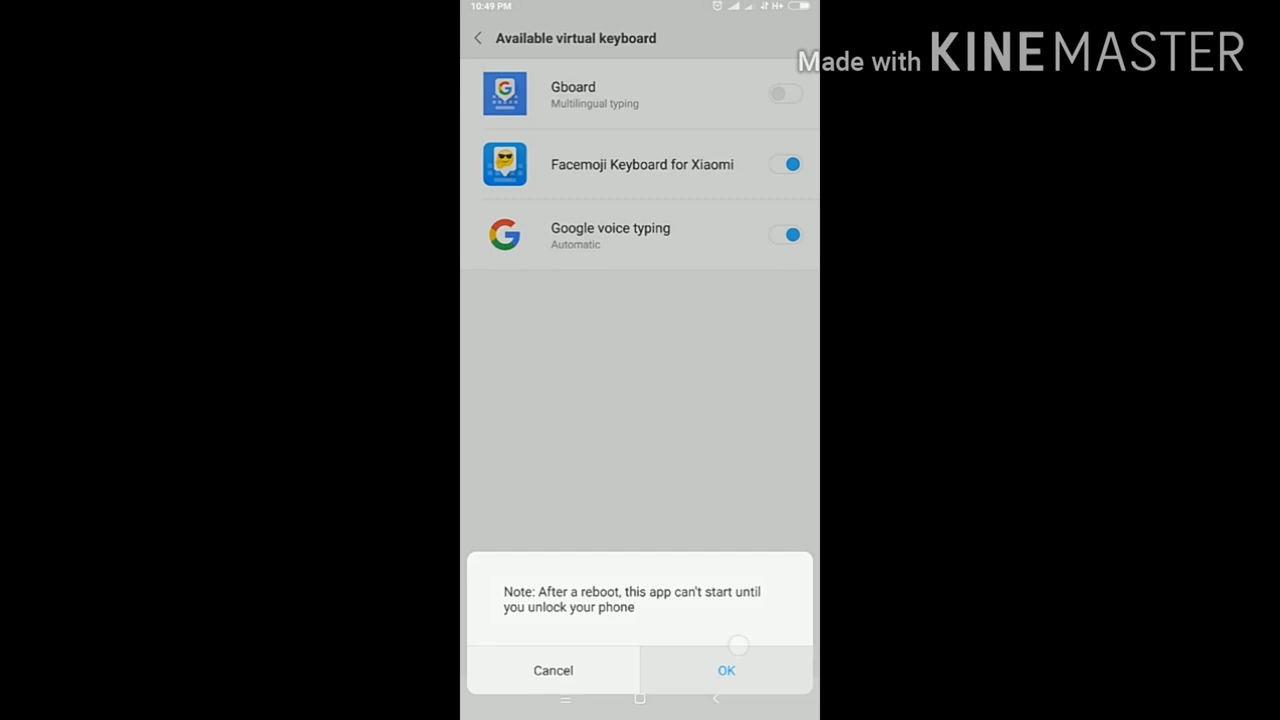 10:49 PM
H+
Available virtual keyboard
Made with KINEMASTER
Gboard
Multilingual typing
Facemoji Keyboard for Xiaomi
Google voice typing
Automatic
Note: After a reboot, this app can't start until
you unlock your phone
Cancel
OK